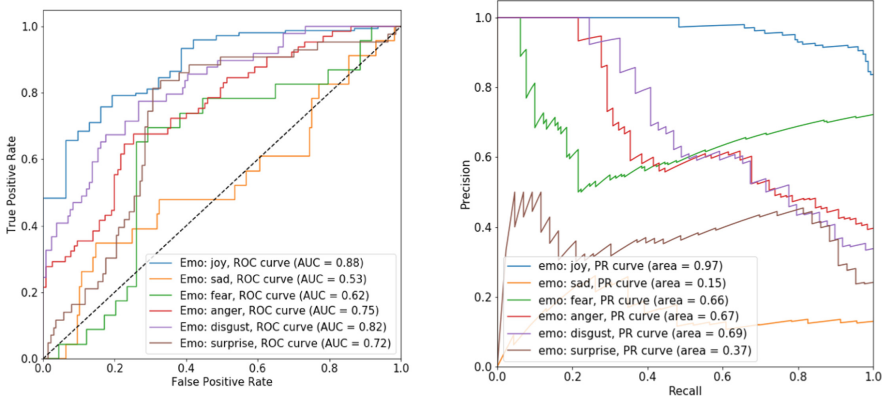 1.0
0.8
0.6
0.4
0.2
0.0
True Positive Rate
Emo: joy, ROC curve (AUC = 0.88)
Emo: sad, ROC curve (AUC = 0.53)
Emo: fear, ROC curve (AUC = 0.62)
Emo: anger, ROC curve (AUC = 0.75)
Emo: disgust, ROC curve (AUC = 0.82)
Emo: surprise, ROC curve (AUC = 0.72)
0.0 0.2 0.4 0.6 0.8 1.0
False Positive Rate
1.0
0.8
0.6
0.4
0.2
0.0
Precision
emo: joy, PR curve (area = 0.97)
emo: sad, PR curve (area = 0.15)
emo: fear, PR curve (area = 0.66)
emo: anger, PR curve (area = 0.67)
emo: disgust, PR curve (area = 0.69)
emo: surprise, PR curve (area = 0.37)
0.0 0.2 0.4 0.6 0.8 1.0
Recall